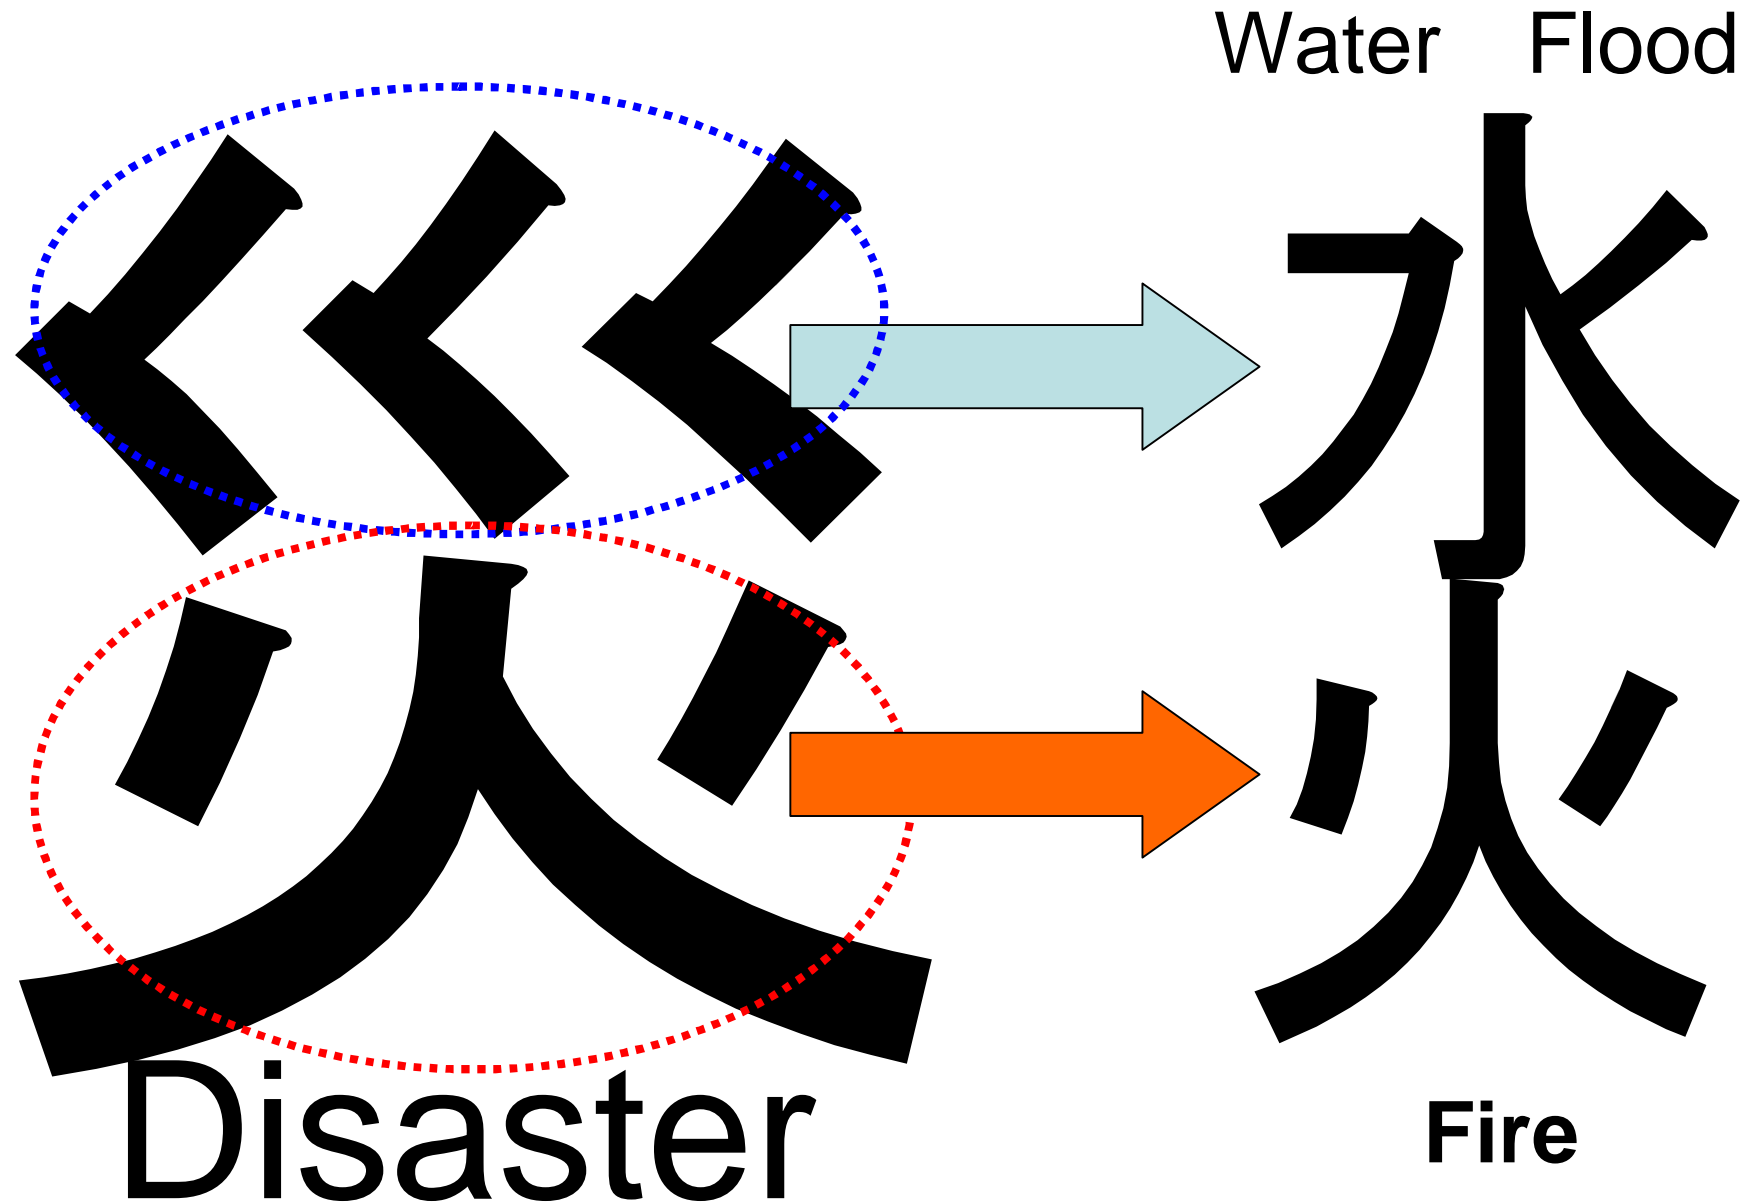 Water Flood
災 水
火
Disaster
Fire